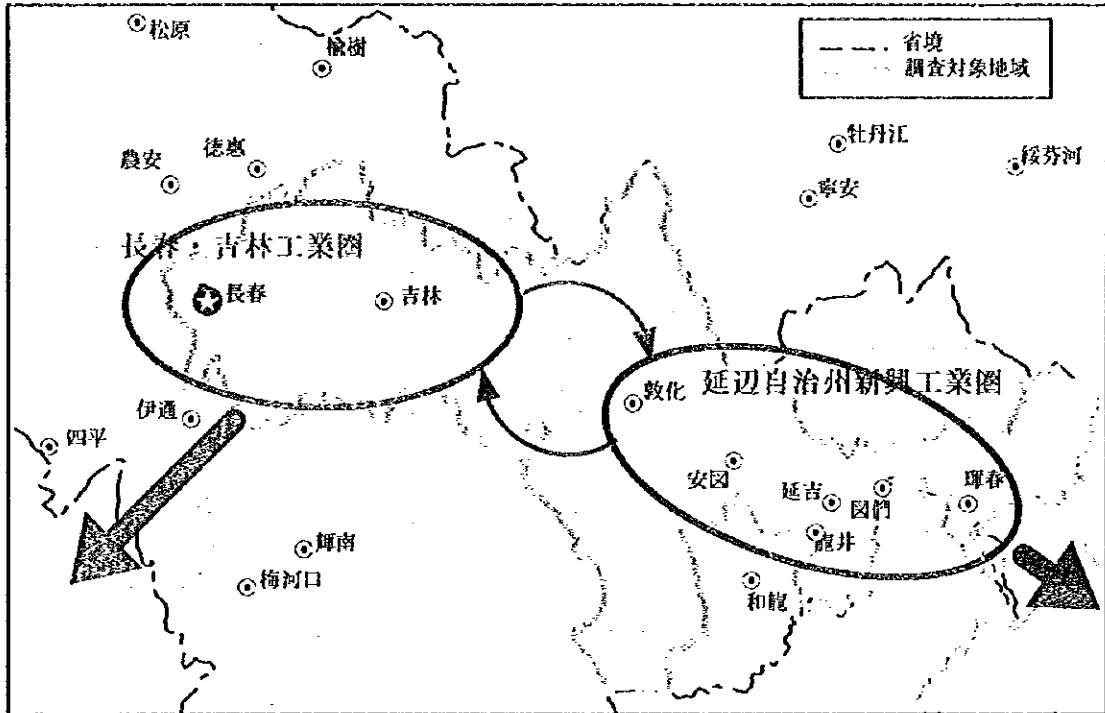 松原
楡樹
省境
調査対象地域
牡丹江
綏芬河
農安
徳惠
寧安
長春・吉林工業圏
長春
吉林
敦化
延辺自治州新興工業圏
伊通
四平
安図
延吉
図們
琿春
龍井
輝南
梅河口
和龍